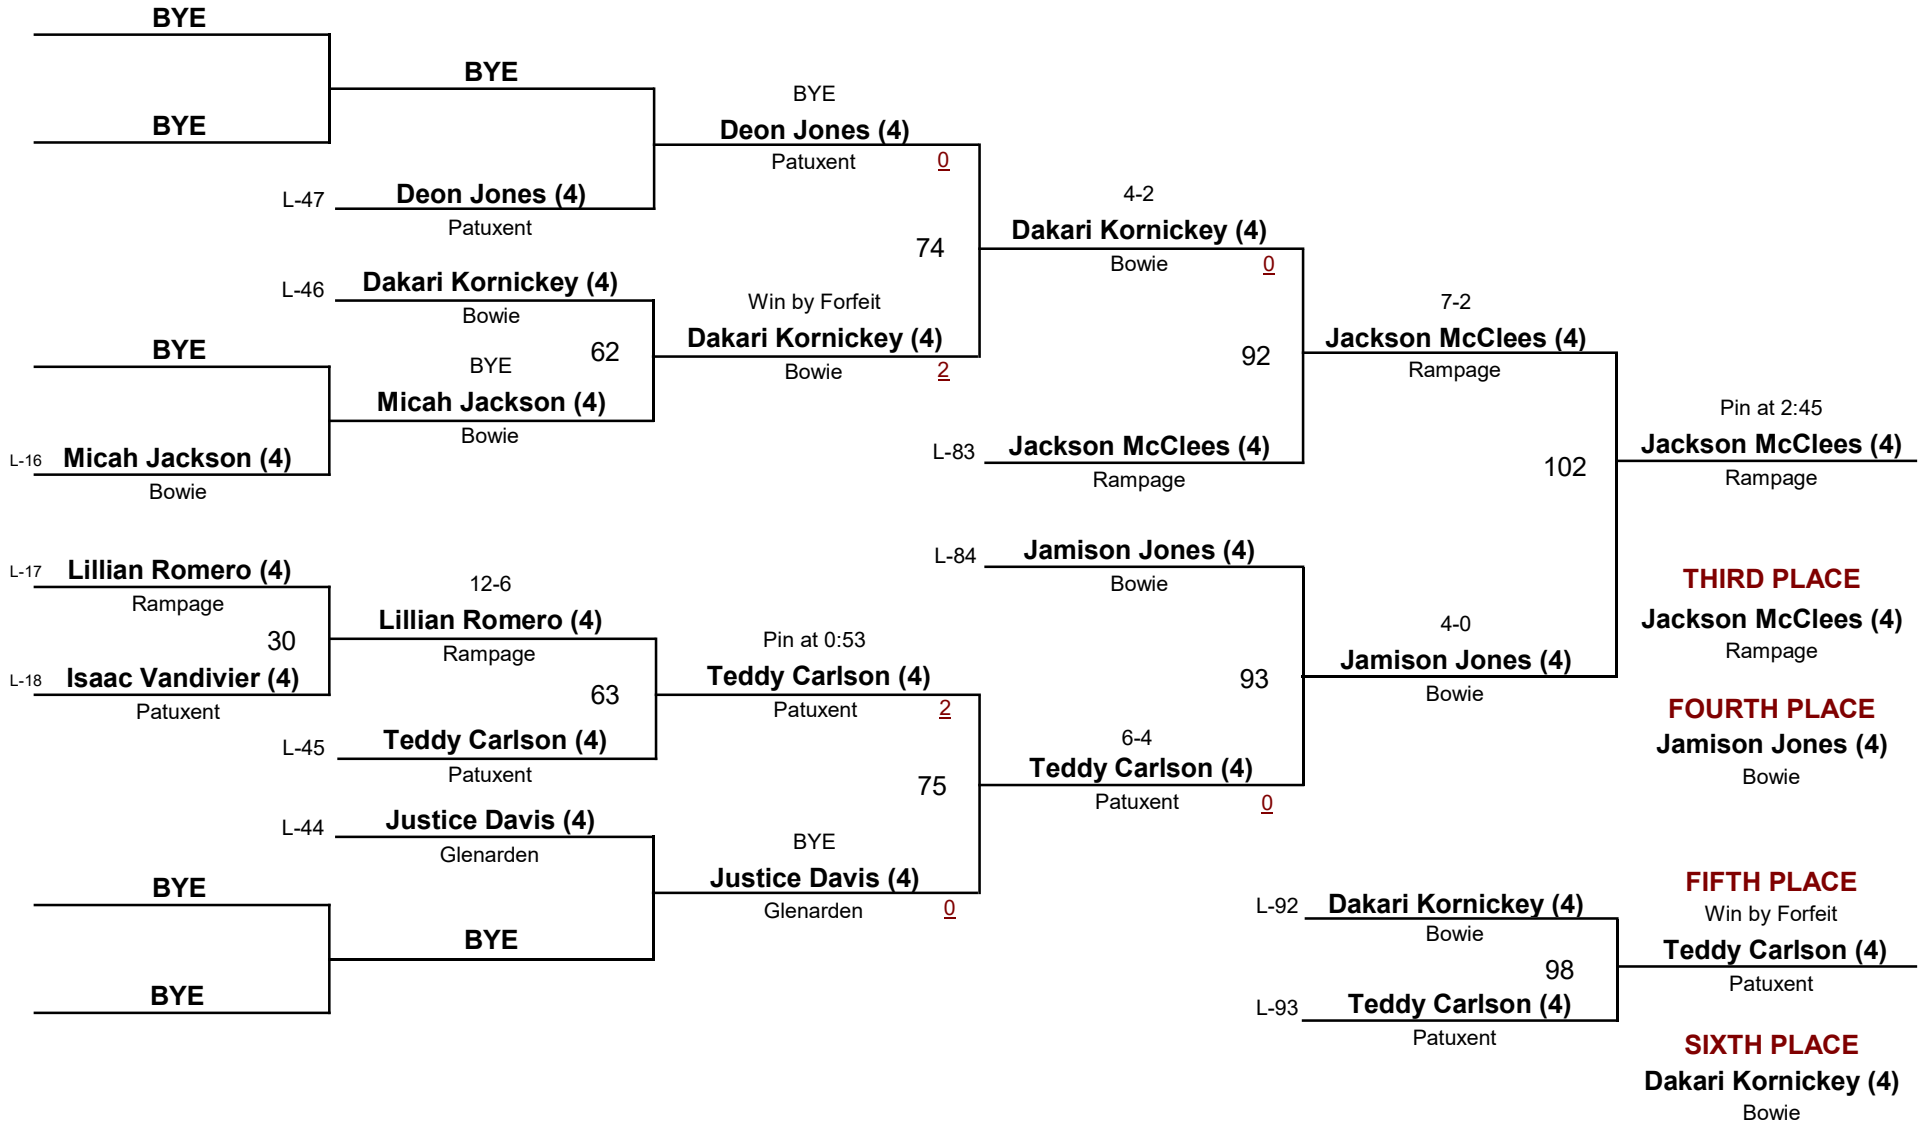 BYE
BYE
BYE
L-47 Deon Jones (4)
Patuxent
BYE
Deon Jones (4)
Patuxent 0
L-46 Dakari Kornickey (4)
Bowie
BYE
L-16 Micah Jackson (4)
Bowie
BYE
Micah Jackson (4)
Bowie
62
Win by Forfeit
Dakari Kornickey (4)
Bowie 2
74
4-2
Dakari Kornickey (4)
Bowie 0
L-83 Jackson McClees (4)
Rampage
92
7-2
Jackson McClees (4)
Rampage
L-17 Lillian Romero (4)
Rampage
30
L-18 Isaac Vandivier (4)
Patuxent
12-6
Lillian Romero (4)
Rampage
63
L-45 Teddy Carlson (4)
Patuxent
Pin at 0:53
Teddy Carlson (4)
Patuxent 2
L-44 Justice Davis (4)
Glenarden
BYE
BYE
BYE
BYE
Justice Davis (4)
Glenarden 0
75
L-84 Jamison Jones (4)
Bowie
6-4
Teddy Carlson (4)
Patuxent 0
93
4-0
Jamison Jones (4)
Bowie
102
Pin at 2:45
Jackson McClees (4)
Rampage
THIRD PLACE
Jackson McClees (4)
Rampage
FOURTH PLACE
Jamison Jones (4)
Bowie
L-92 Dakari Kornickey (4)
Bowie
98
L-93 Teddy Carlson (4)
Patuxent
FIFTH PLACE
Win by Forfeit
Teddy Carlson (4)
Patuxent
SIXTH PLACE
Dakari Kornickey (4)
Bowie